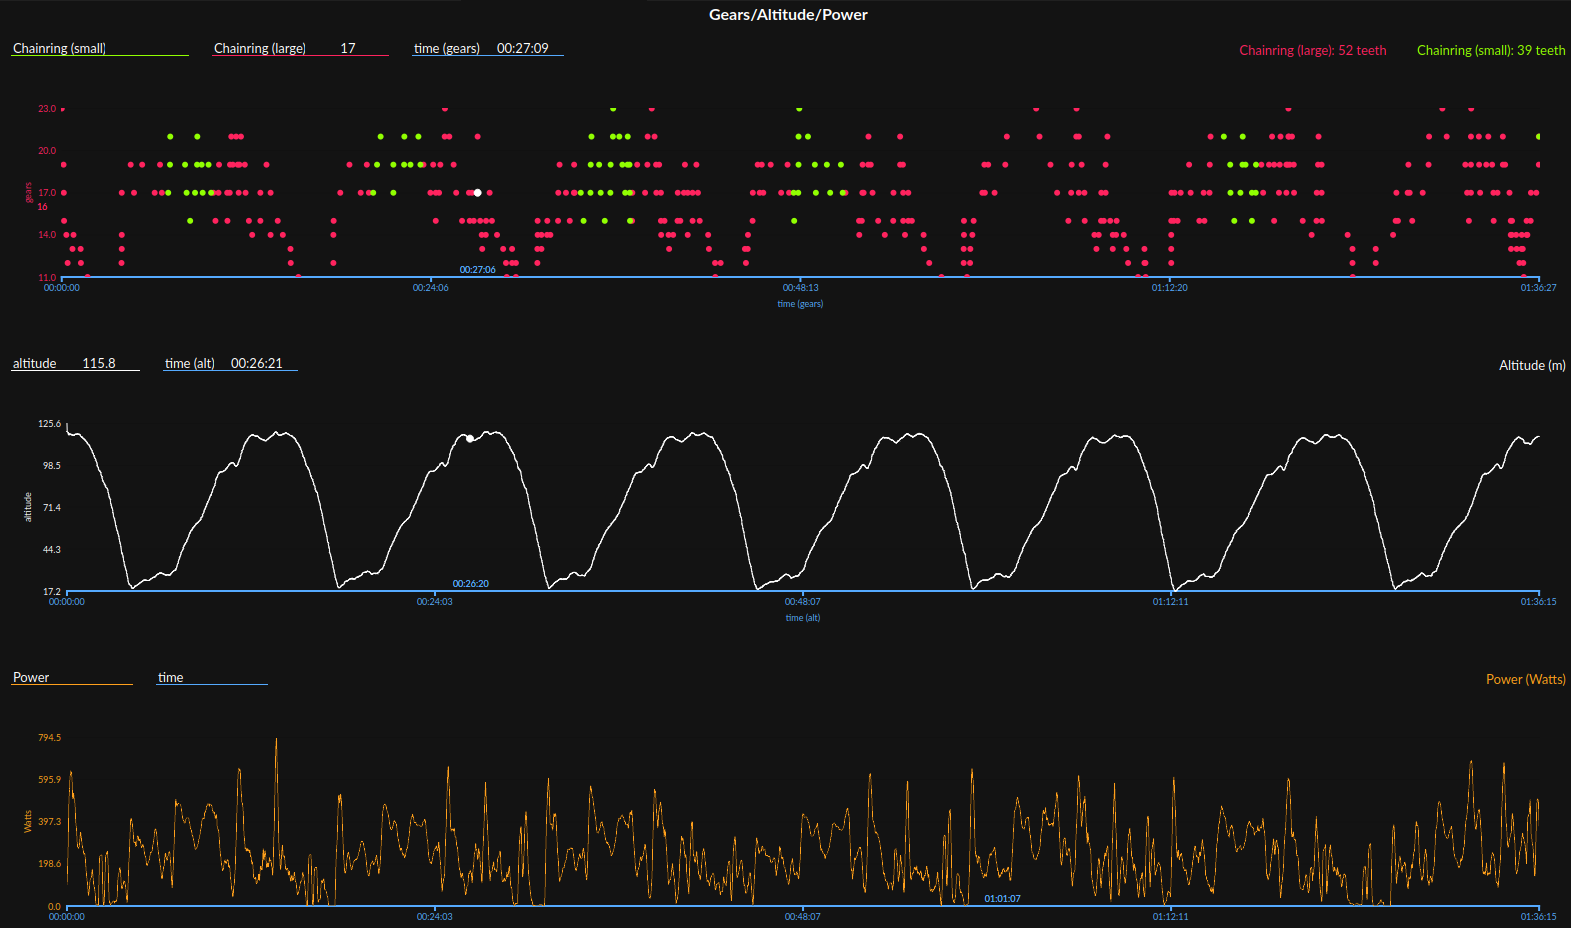 Gears/Altitude/Power
Chainring (small)
Chainring (large) 17
time (gears) 00:27:09
Chainring (large): 52 teeth
Chainring (small): 39 teeth
23.0
20.0
17.0
16
14.0
11.0
gears
00:27:06
00:00:00
00:24:06
00:48:13
01:12:20
01:36:27
time (gears)
altitude 115.8
time (alt) 00:26:21
Altitude (m)
125.6
98.5
71.4
44.3
17.2
altitude
00:26:20
00:00:00
00:24:03
00:48:07
01:12:11
01:36:15
time (alt)
Power
time
Power (Watts)
794.5
595.9
397.3
198.6
0.0
Watts
01:01:07
00:00:00
00:24:03
00:48:07
01:12:11
01:36:15